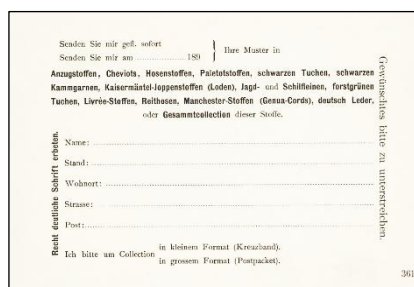 Senden Sie mir gefl. sofort
Senden Sie mir am ........................ 189
Ihre Muster in
Anzugstoffen, Cheviots, Hosenstoffen, Paletotstoffen, schwarzen Tuchen, schwarzen
Kammgarnen, Kaisermäntel-Joppenstoffen (Loden), Jagd- und Schilfleinen, forstgrünen
Tuchen, Livrée-Stoffen, Reithosen, Manchester-Stoffen (Genua-Cords), deutsch Leder,
oder Gesammtcollection dieser Stoffe.
Gewünschtes bitte zu unterstreichen.
Recht deutliche Schrift erbeten.
Name:
Stand:
Wohnort:
Strasse:
Post:
Ich bitte um Collection
in kleinem Format (Kreuzband).
in grossem Format (Postpacket).
361